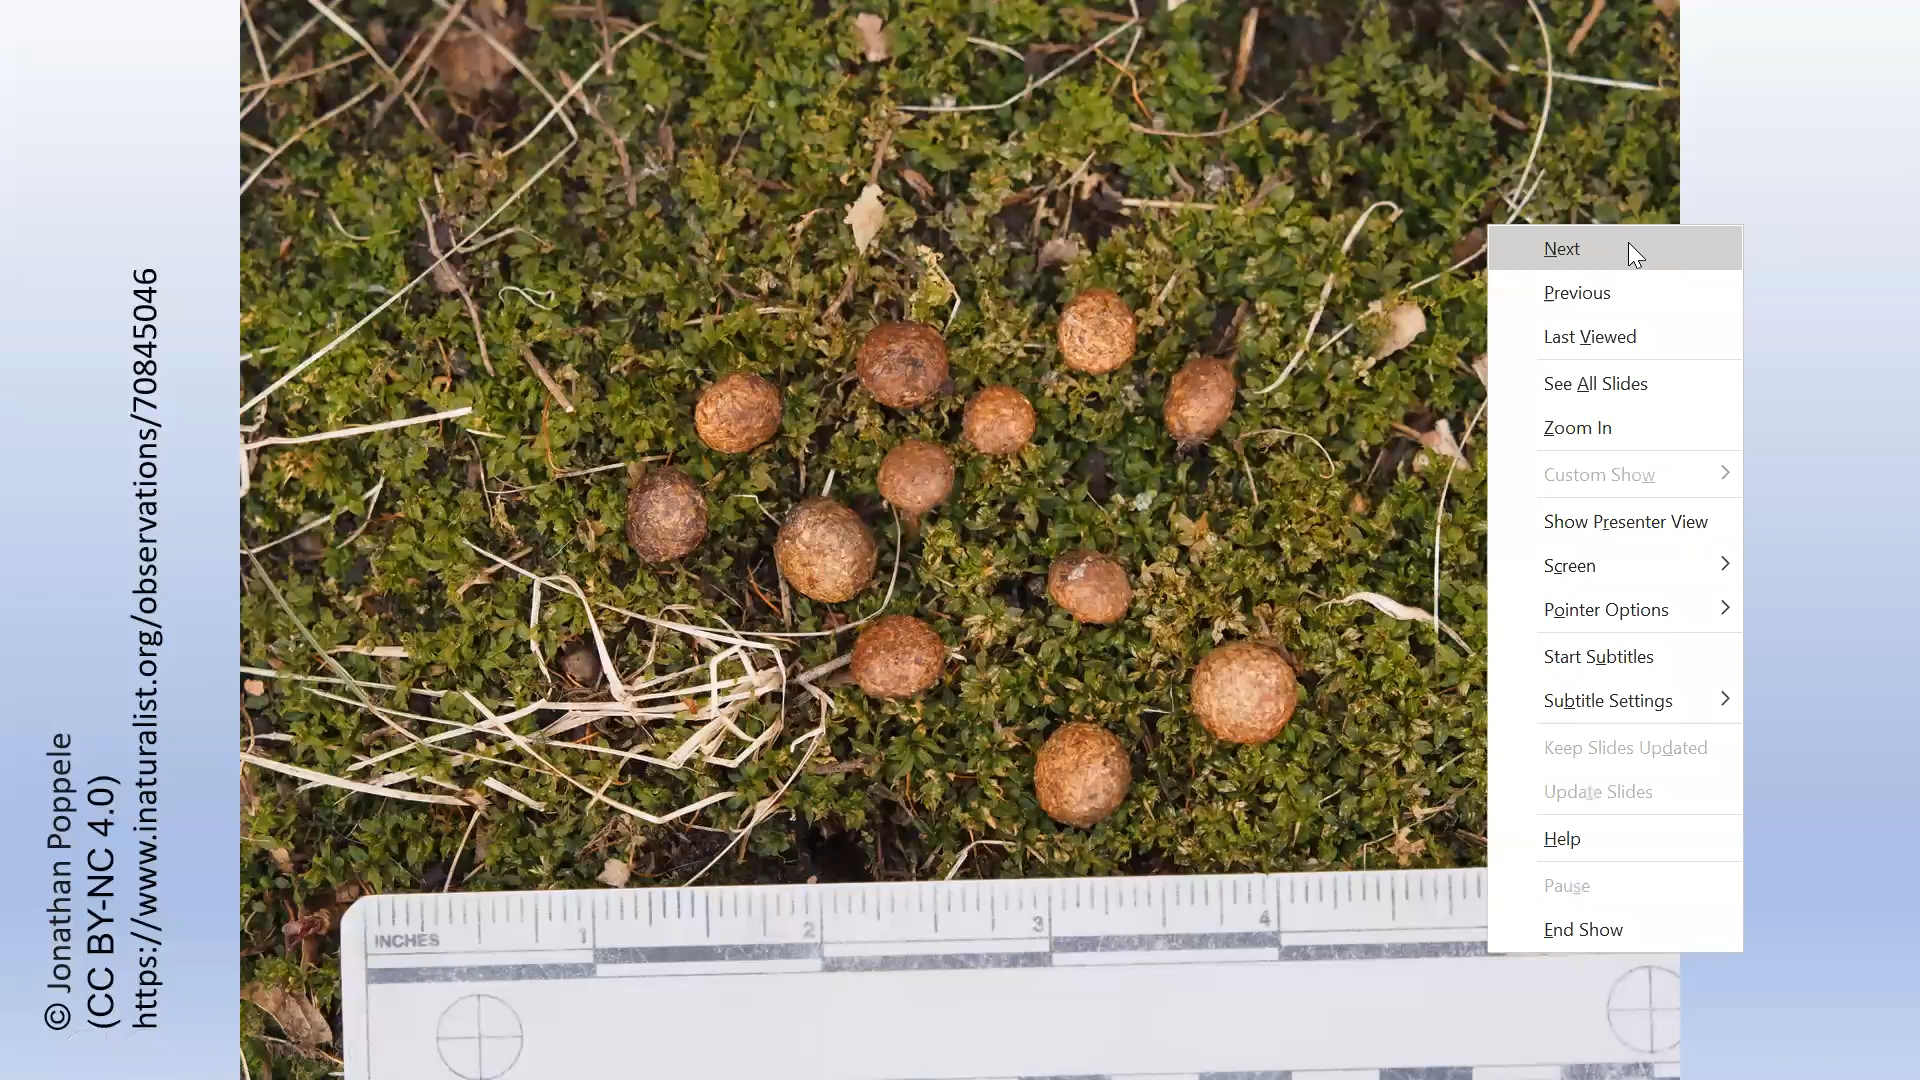 © Jonathan Poppele
(CC BY-NC 4.0)
https://www.inaturalist.org/observations/70845046
Next
Previous
Last Viewed
See All Slides
Zoom In
Custom Show
Show Presenter View
Screen
Pointer Options
Start Subtitles
Subtitle Settings
Keep Slides Updated
Update Slides
Help
Pause
End Show
INCHES 1 2 3 4